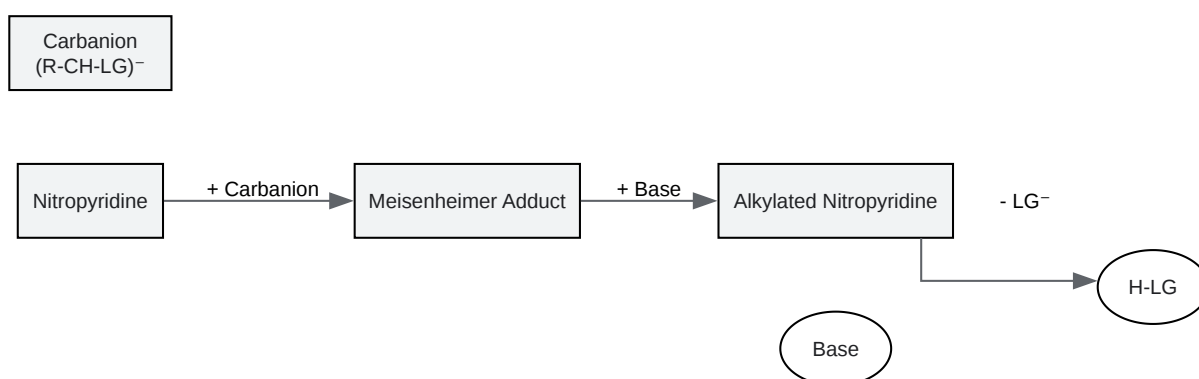 Carbanion
(R-CH-LG)⁻
Nitropyridine
+ Carbanion
Meisenheimer Adduct
+ Base
Alkylated Nitropyridine
- LG⁻
H-LG
Base